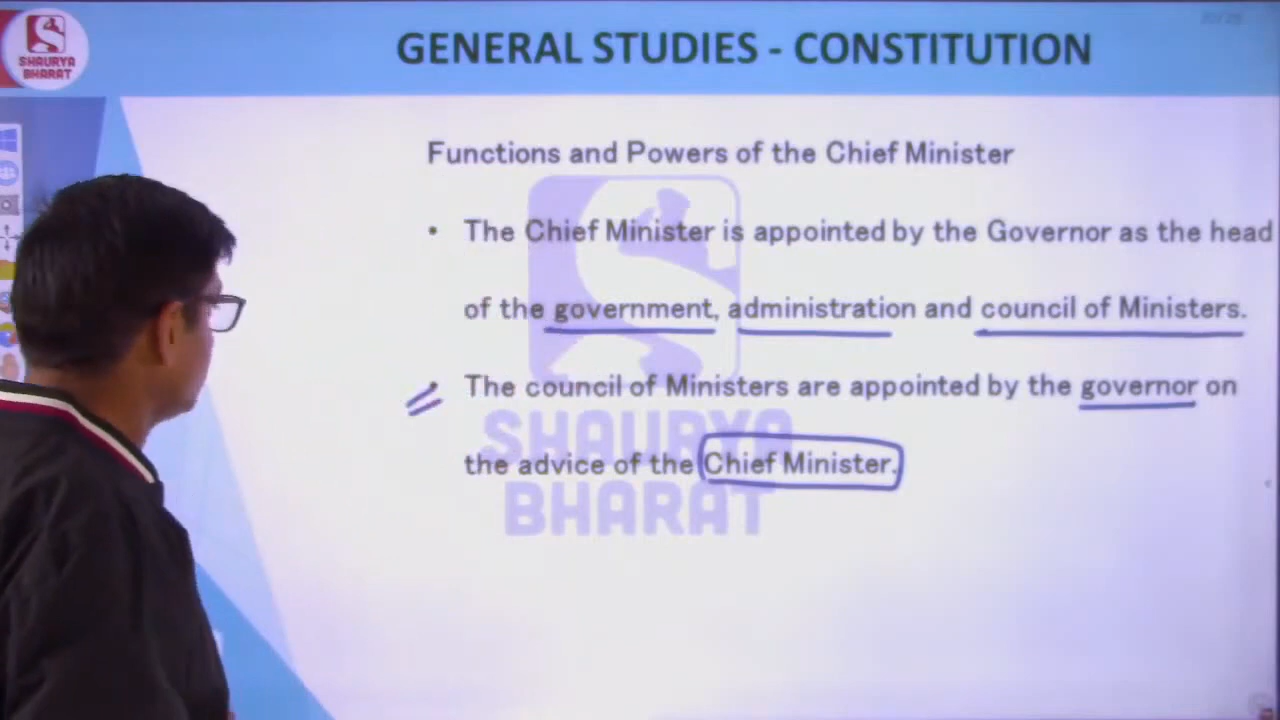 SHAURYA
BHARAT
GENERAL STUDIES - CONSTITUTION
Functions and Powers of the Chief Minister
• The Chief Minister is appointed by the Governor as the head
of the government, administration and council of Ministers.
• The council of Ministers are appointed by the governor on
the advice of the Chief Minister.
SHAURYA
BHARAT